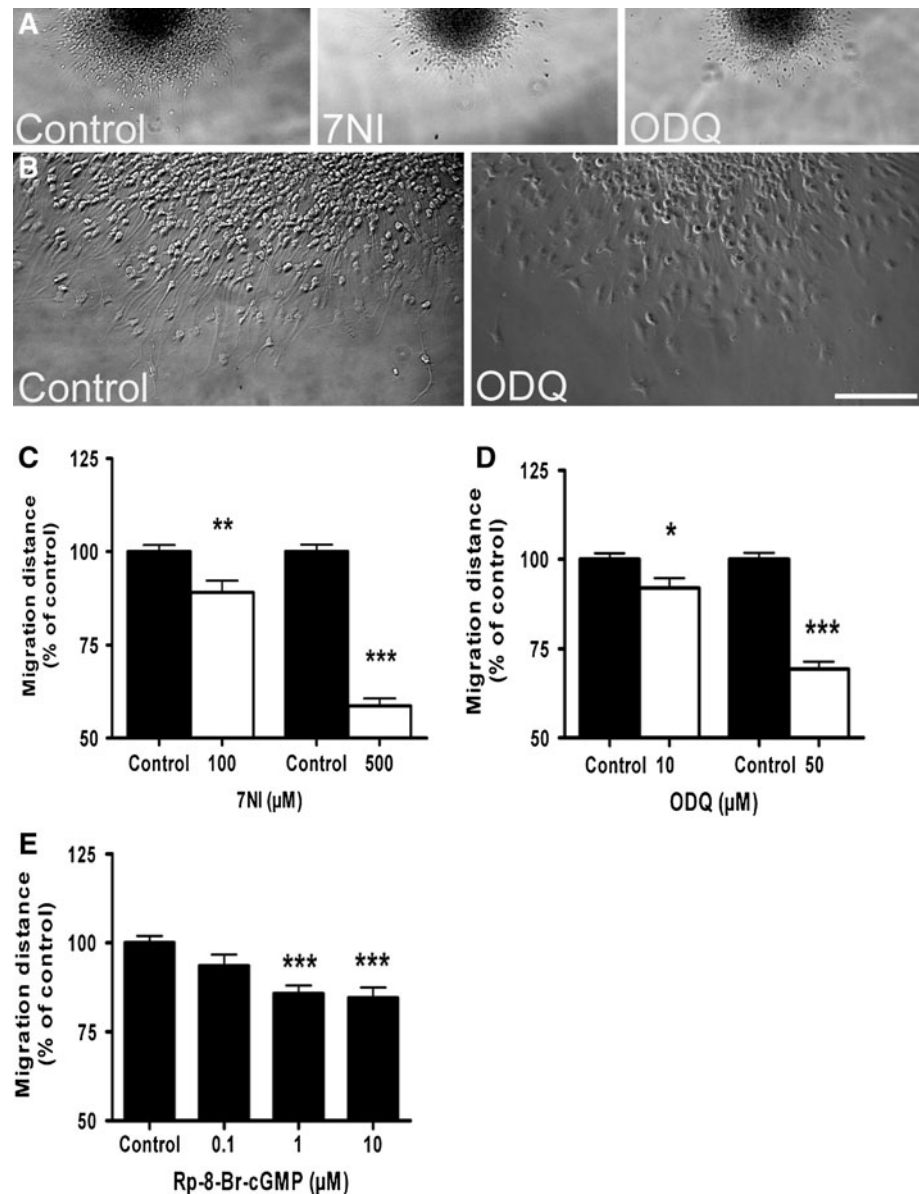 A
Control
7NI
ODQ
B
Control
ODQ
C
Migration distance
(% of control)
125
100
75
50
**
***
Control 100 Control 500
7NI (µM)
D
Migration distance
(% of control)
125
100
75
50
*
***
Control 10 Control 50
ODQ (µM)
E
Migration distance
(% of control)
125
100
75
50
*** ***
Control 0.1 1 10
Rp-8-Br-cGMP (µM)